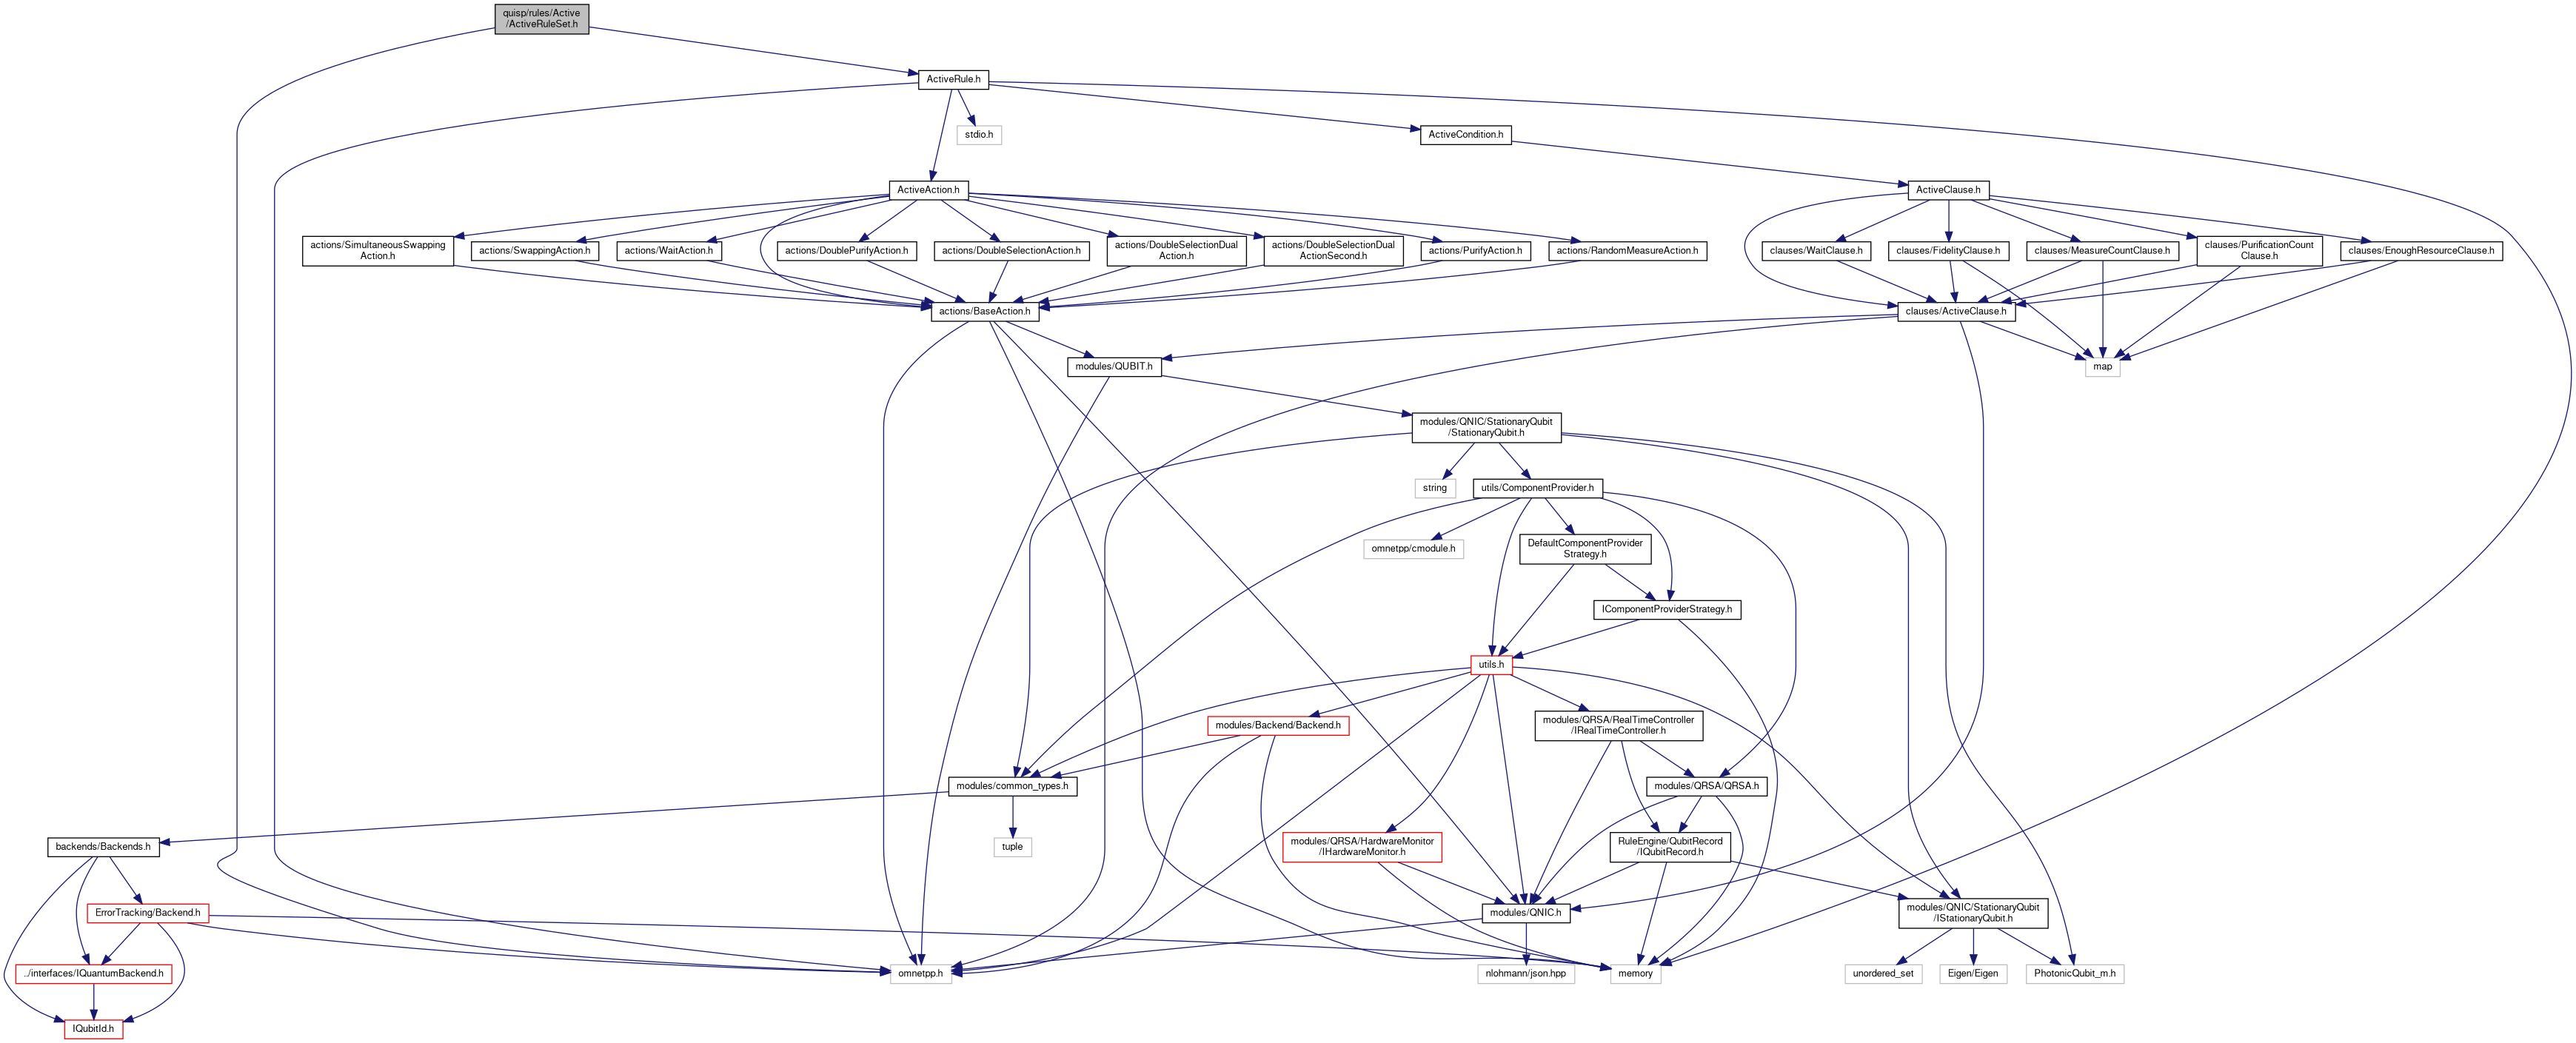 quisp/rules/Active
/ActiveRuleSet.h
ActiveRule.h
stdio.h
ActiveCondition.h
ActiveAction.h
ActiveClause.h
actions/SimultaneousSwapping
Action.h
actions/SwappingAction.h
actions/WaitAction.h
actions/DoublePurifyAction.h
actions/DoubleSelectionAction.h
actions/DoubleSelectionDual
Action.h
actions/DoubleSelectionDual
ActionSecond.h
actions/PurifyAction.h
actions/RandomMeasureAction.h
clauses/WaitClause.h
clauses/FidelityClause.h
clauses/MeasureCountClause.h
clauses/PurificationCount
Clause.h
clauses/EnoughResourceClause.h
actions/BaseAction.h
clauses/ActiveClause.h
modules/QUBIT.h
map
modules/QNIC/StationaryQubit
/StationaryQubit.h
string
utils/ComponentProvider.h
omnetpp/cmodule.h
DefaultComponentProvider
Strategy.h
IComponentProviderStrategy.h
utils.h
modules/Backend/Backend.h
modules/QRSA/RealTimeController
/IRealTimeController.h
modules/common_types.h
modules/QRSA/QRSA.h
backends/Backends.h
tuple
modules/QRSA/HardwareMonitor
/IHardwareMonitor.h
RuleEngine/QubitRecord
/IQubitRecord.h
ErrorTracking/Backend.h
modules/QNIC.h
modules/QNIC/StationaryQubit
/IStationaryQubit.h
../interfaces/IQuantumBackend.h
omnetpp.h
nlohmann/json.hpp
memory
unordered_set
Eigen/Eigen
PhotonicQubit_m.h
IQubitId.h